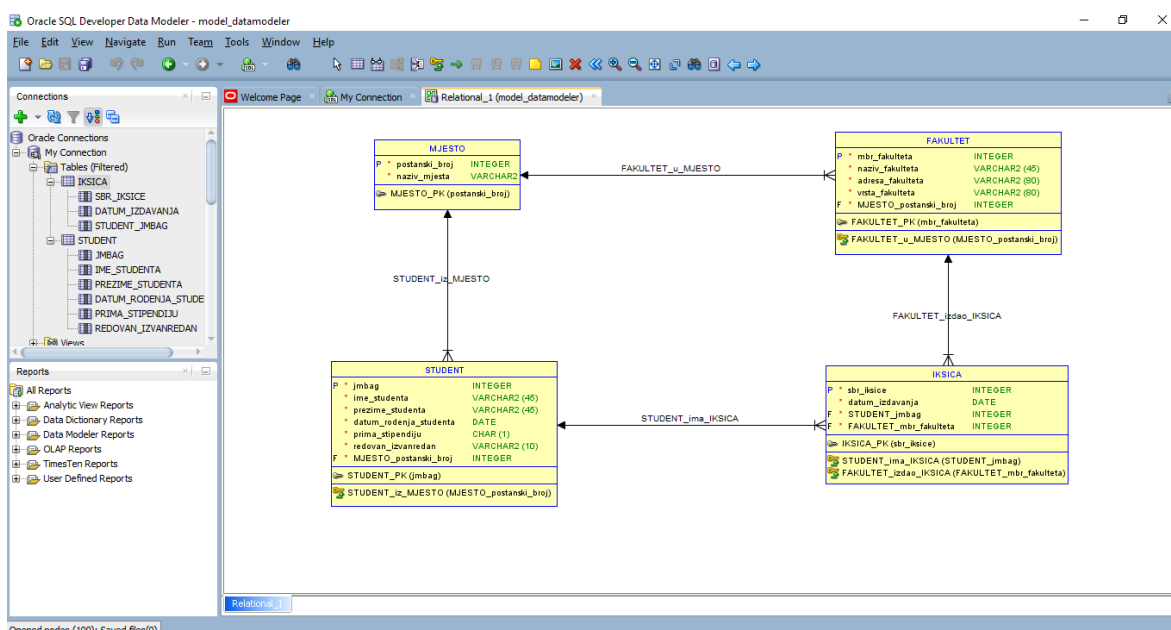 Oracle SQL Developer Data Modeler - model_datamodeler
File Edit View Navigate Run Team Tools Window Help
Connections
Oracle Connections
My Connection
Tables (Filtered)
IKSICA
SBR_IKSICE
DATUM_IZDAVANJA
STUDENT_JMBAG
STUDENT
JMBAG
IME_STUDENTA
PREZIME_STUDENTA
DATUM_RODENJA_STUDE
PRIMA_STIPENDIJU
REDOVAN_IZVANREDAN
Views
Reports
All Reports
Analytic View Reports
Data Dictionary Reports
Data Modeler Reports
OLAP Reports
TimesTen Reports
User Defined Reports
Welcome Page My Connection Relational_1 (model_datamodeler)
MJESTO
P * postanski_broj INTEGER
* naziv_mjesta VARCHAR2
MJESTO_PK (postanski_broj)
FAKULTET_u_MJESTO
FAKULTET
P * mbr_fakulteta INTEGER
* naziv_fakulteta VARCHAR2 (45)
* adresa_fakulteta VARCHAR2 (80)
* vrsta_fakulteta VARCHAR2 (80)
F * MJESTO_postanski_broj INTEGER
FAKULTET_PK (mbr_fakulteta)
FAKULTET_u_MJESTO (MJESTO_postanski_broj)
STUDENT_iz_MJESTO
FAKULTET_izdao_IKSICA
STUDENT
P * jmbag INTEGER
* ime_studenta VARCHAR2 (45)
* prezime_studenta VARCHAR2 (45)
* datum_rodenja_studenta DATE
* prima_stipendiju CHAR (1)
* redovan_izvanredan VARCHAR2 (10)
F * MJESTO_postanski_broj INTEGER
STUDENT_PK (jmbag)
STUDENT_iz_MJESTO (MJESTO_postanski_broj)
STUDENT_ima_IKSICA
IKSICA
P * sbr_iksice INTEGER
* datum_izdavanja DATE
F * STUDENT_jmbag INTEGER
F * FAKULTET_mbr_fakulteta INTEGER
IKSICA_PK (sbr_iksice)
STUDENT_ima_IKSICA (STUDENT_jmbag)
FAKULTET_izdao_IKSICA (FAKULTET_mbr_fakulteta)
Relational_1
Opened nodes (100); Saved files(0)